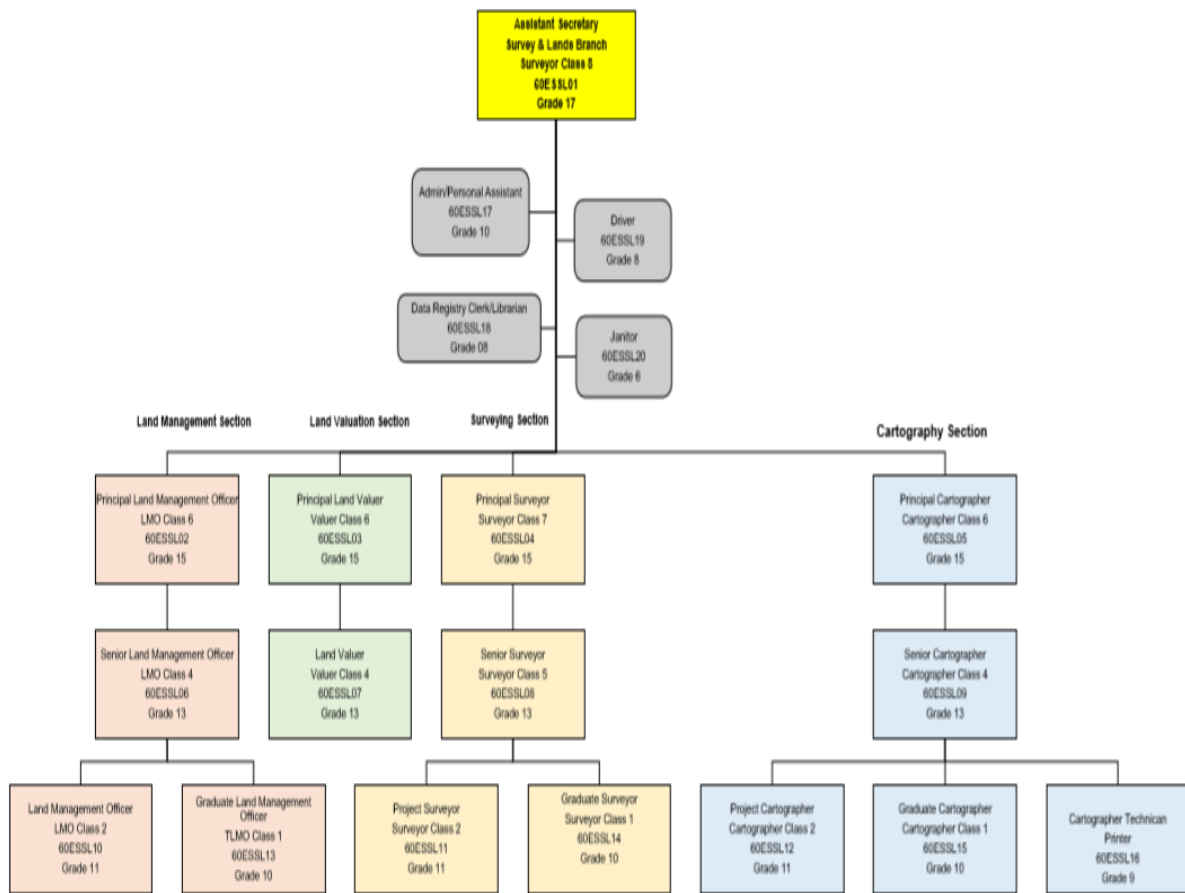 Assistant Secretary
Survey & Lands Branch
Surveyor Class 8
60ESSL01
Grade 17
Admin/Personal Assistant
60ESSL17
Grade 10
Driver
60ESSL19
Grade 8
Data Registry Clerk/Librarian
60ESSL18
Grade 08
Janitor
60ESSL20
Grade 6
Land Management Section
Land Valuation Section
Surveying Section
Cartography Section
Principal Land Management Officer
LMO Class 6
60ESSL02
Grade 15
Principal Land Valuer
Valuer Class 6
60ESSL03
Grade 15
Principal Surveyor
Surveyor Class 7
60ESSL04
Grade 15
Principal Cartographer
Cartographer Class 6
60ESSL05
Grade 15
Senior Land Management Officer
LMO Class 4
60ESSL06
Grade 13
Land Valuer
Valuer Class 4
60ESSL07
Grade 13
Senior Surveyor
Surveyor Class 5
60ESSL08
Grade 13
Senior Cartographer
Cartographer Class 4
60ESSL09
Grade 13
Land Management Officer
LMO Class 2
60ESSL10
Grade 11
Graduate Land Management
Officer
TLMO Class 1
60ESSL13
Grade 10
Project Surveyor
Surveyor Class 2
60ESSL11
Grade 11
Graduate Surveyor
Surveyor Class 1
60ESSL14
Grade 10
Project Cartographer
Cartographer Class 2
60ESSL12
Grade 11
Graduate Cartographer
Cartographer Class 1
60ESSL15
Grade 10
Cartographer Technican
Printer
60ESSL16
Grade 9